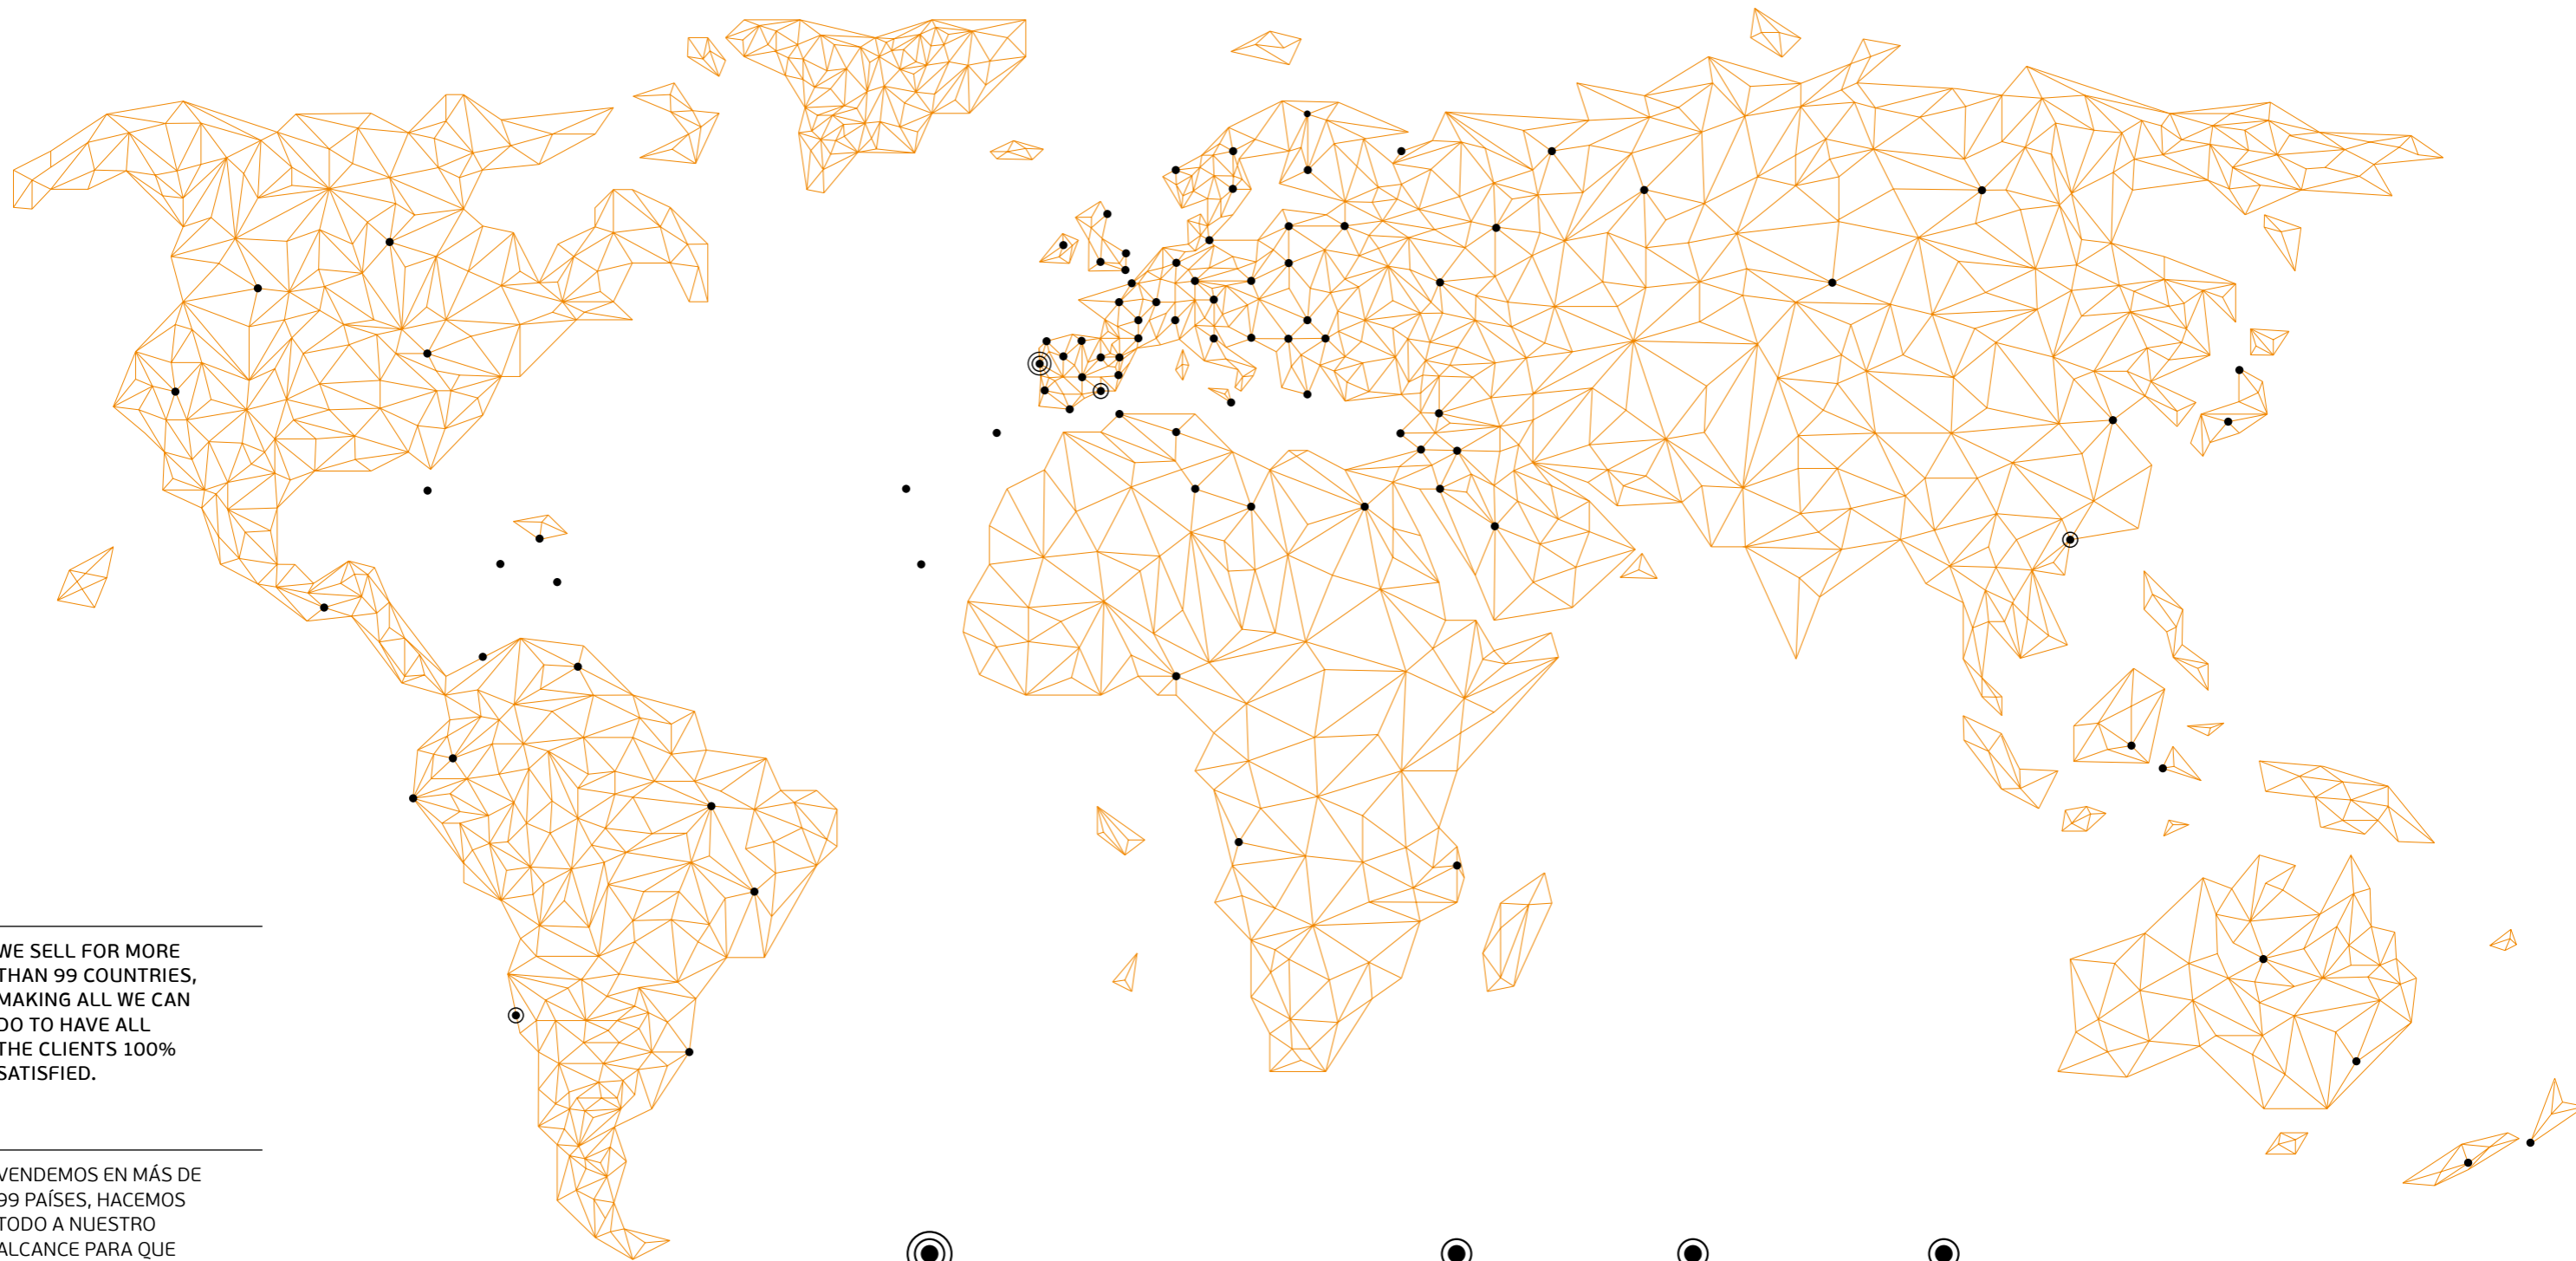 WE SELL FOR MORE
THAN 99 COUNTRIES,
MAKING ALL WE CAN
DO TO HAVE ALL
THE CLIENTS 100%
SATISFIED.
VENDEMOS EN MÁS DE
99 PAÍSES, HACEMOS
TODO A NUESTRO
ALCANCE PARA QUE